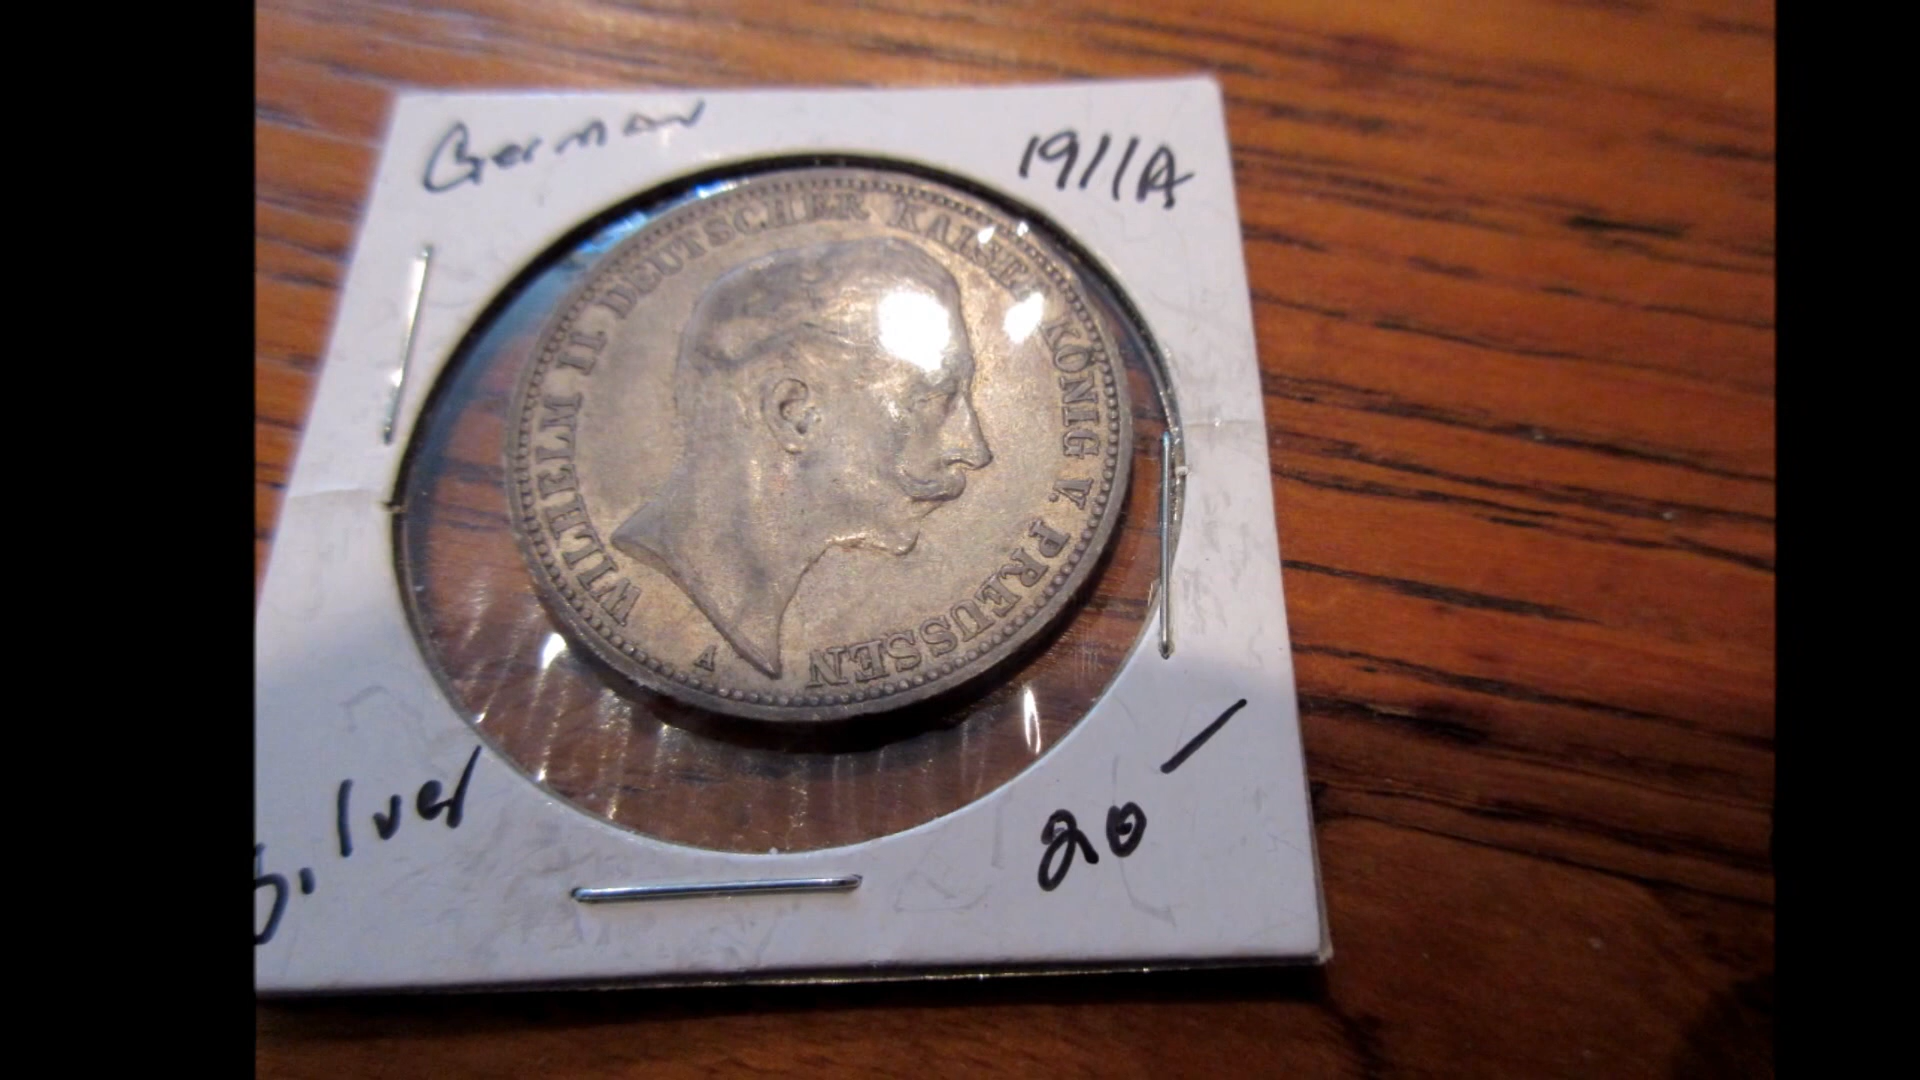 German
1911A
WILHELM II DEUTSCHER KAISER KÖNIG V. PREUSSEN
A
Silver
20 —